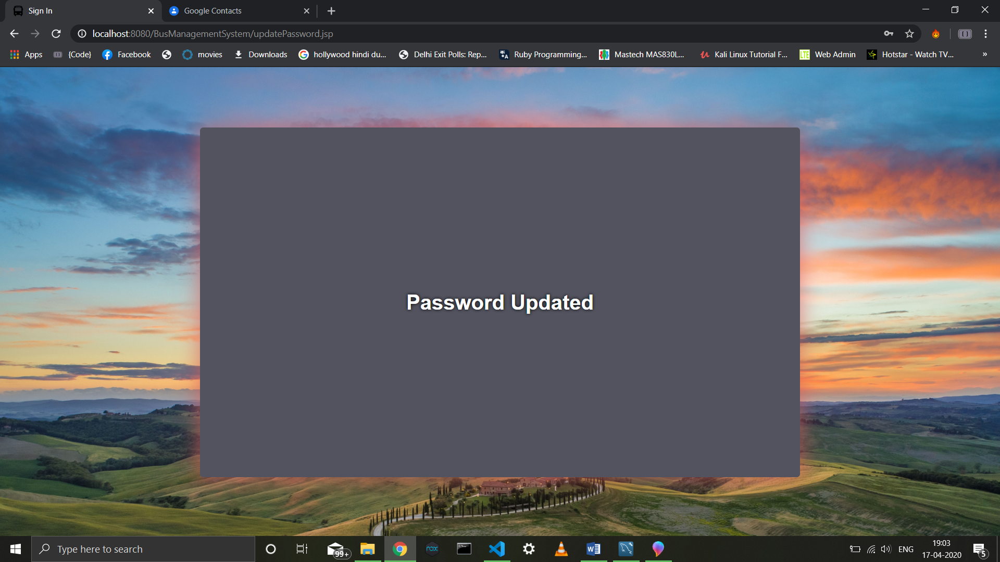 Sign In
Google Contacts
localhost:8080/BusManagementSystem/updatePassword.jsp
Apps
{Code}
Facebook
movies
Downloads
hollywood hindi du...
Delhi Exit Polls: Rep...
Ruby Programming...
Mastech MAS830L...
Kali Linux Tutorial F...
LTE
Web Admin
Hotstar - Watch TV...
»
Password Updated
Type here to search
99+
nox
ENG
19:03
17-04-2020
5